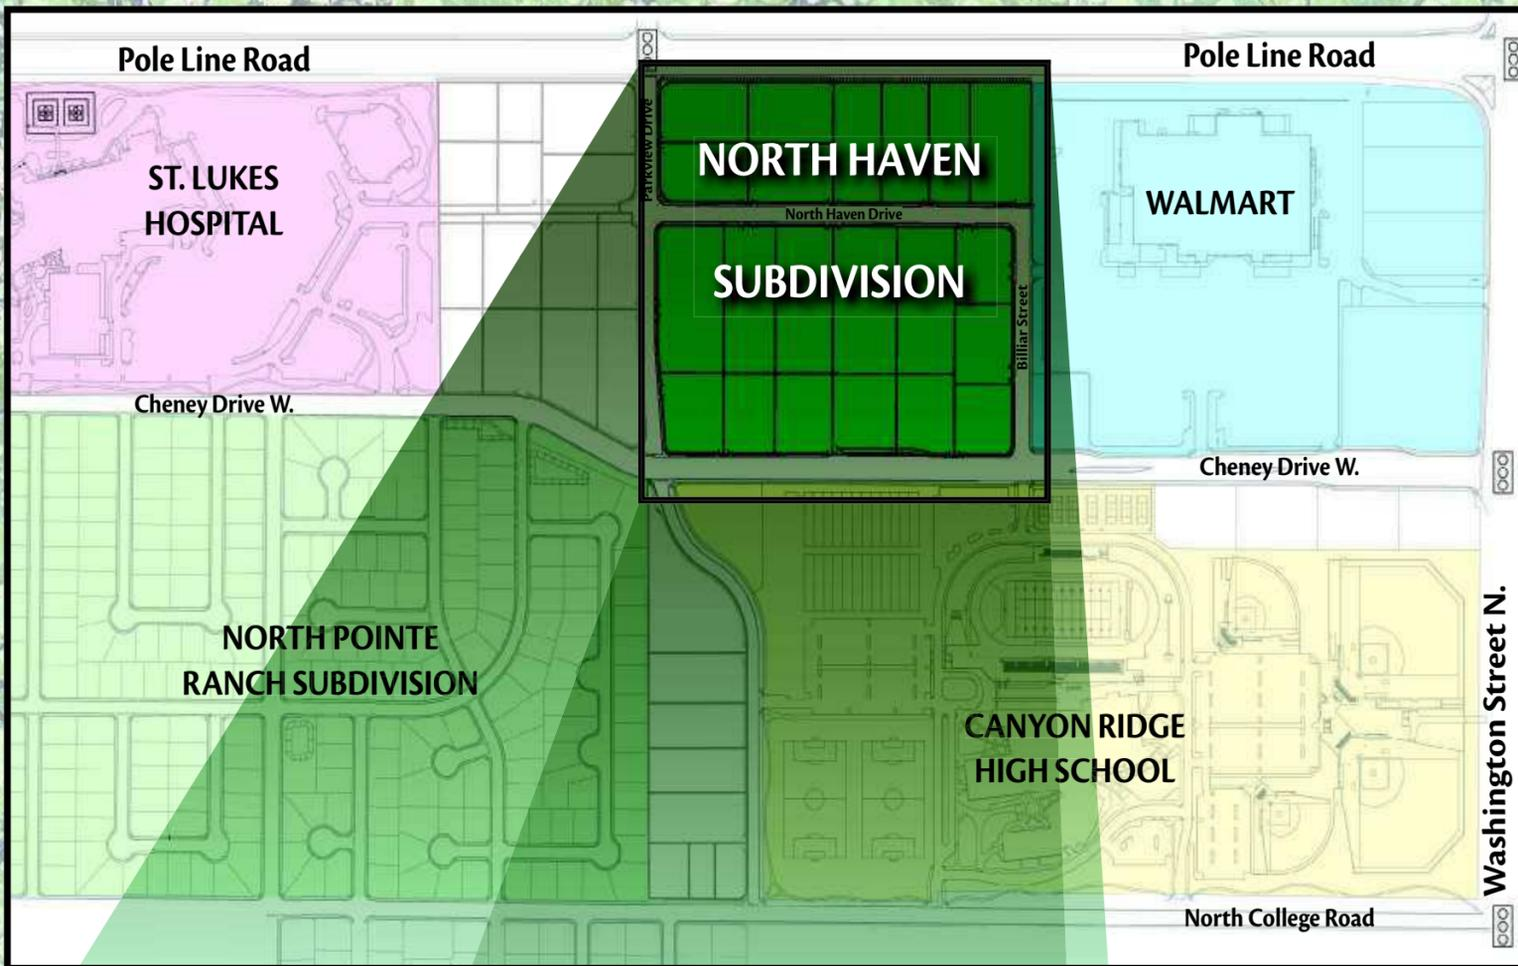 Pole Line Road
Pole Line Road
Parkview Drive
NORTH HAVEN
ST. LUKES
HOSPITAL
WALMART
North Haven Drive
SUBDIVISION
Billiar Street
Cheney Drive W.
Cheney Drive W.
NORTH POINTE
RANCH SUBDIVISION
CANYON RIDGE
HIGH SCHOOL
Washington Street N.
North College Road